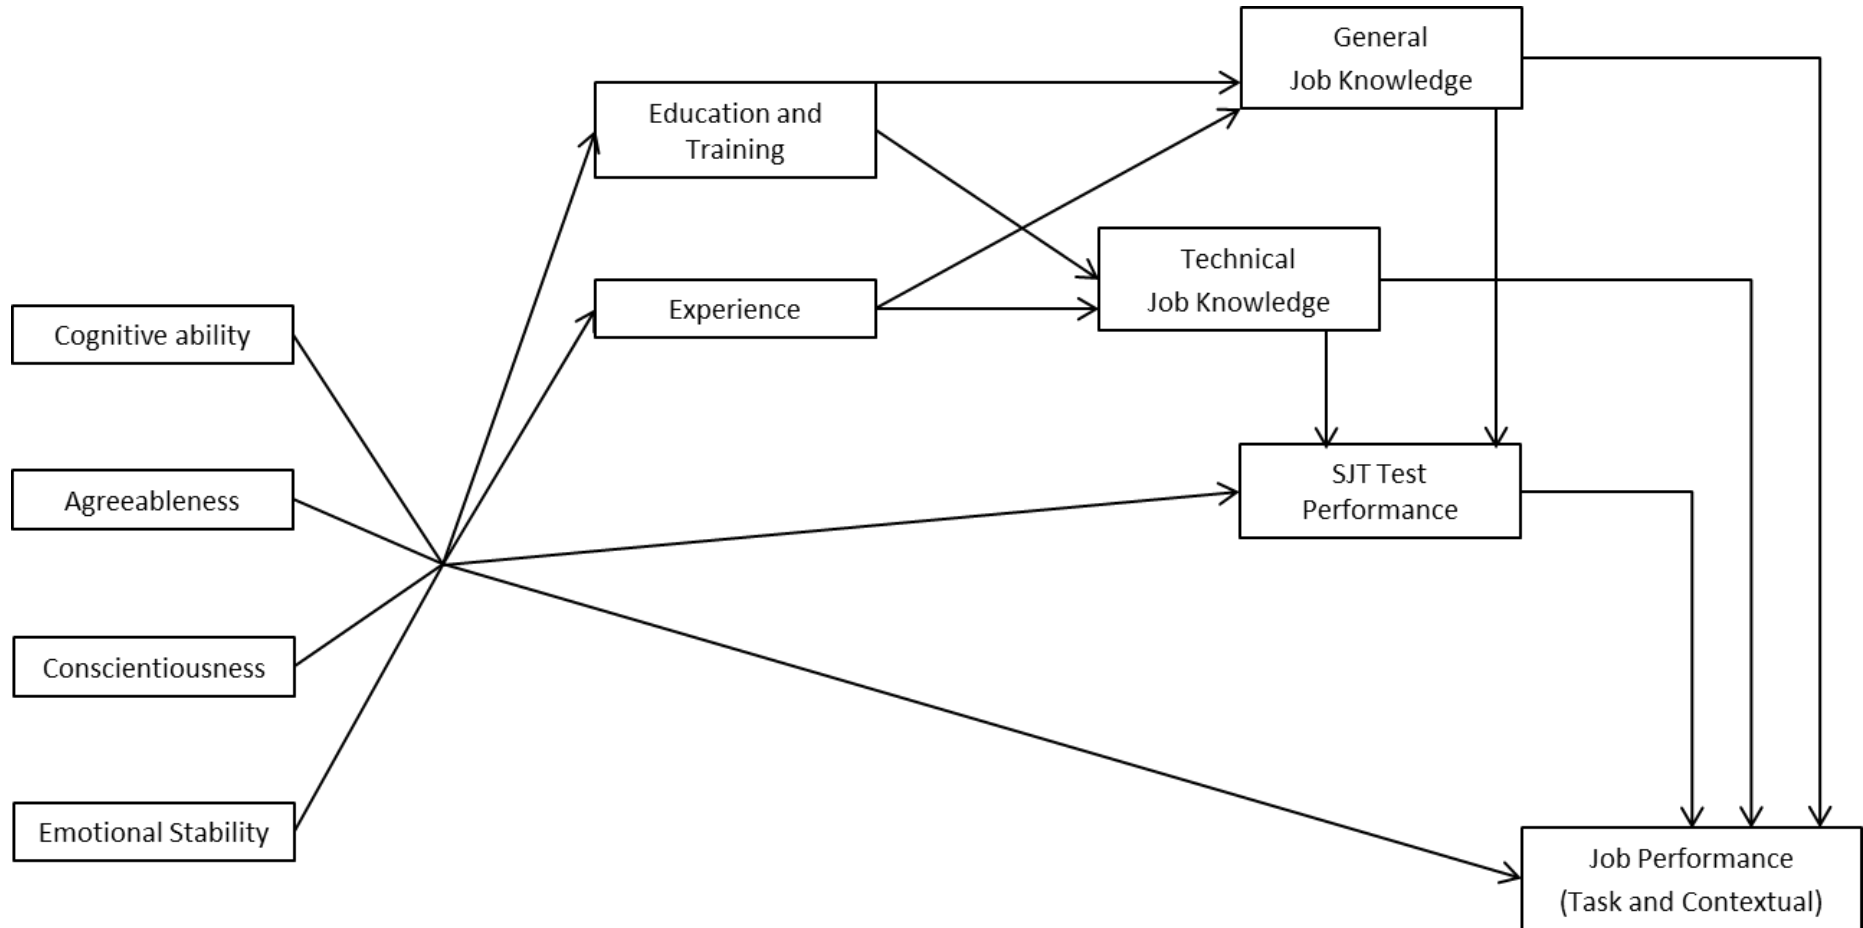 General
Job Knowledge
Education and
Training
Technical
Job Knowledge
Experience
Cognitive ability
SJT Test
Performance
Agreeableness
Conscientiousness
Emotional Stability
Job Performance
(Task and Contextual)